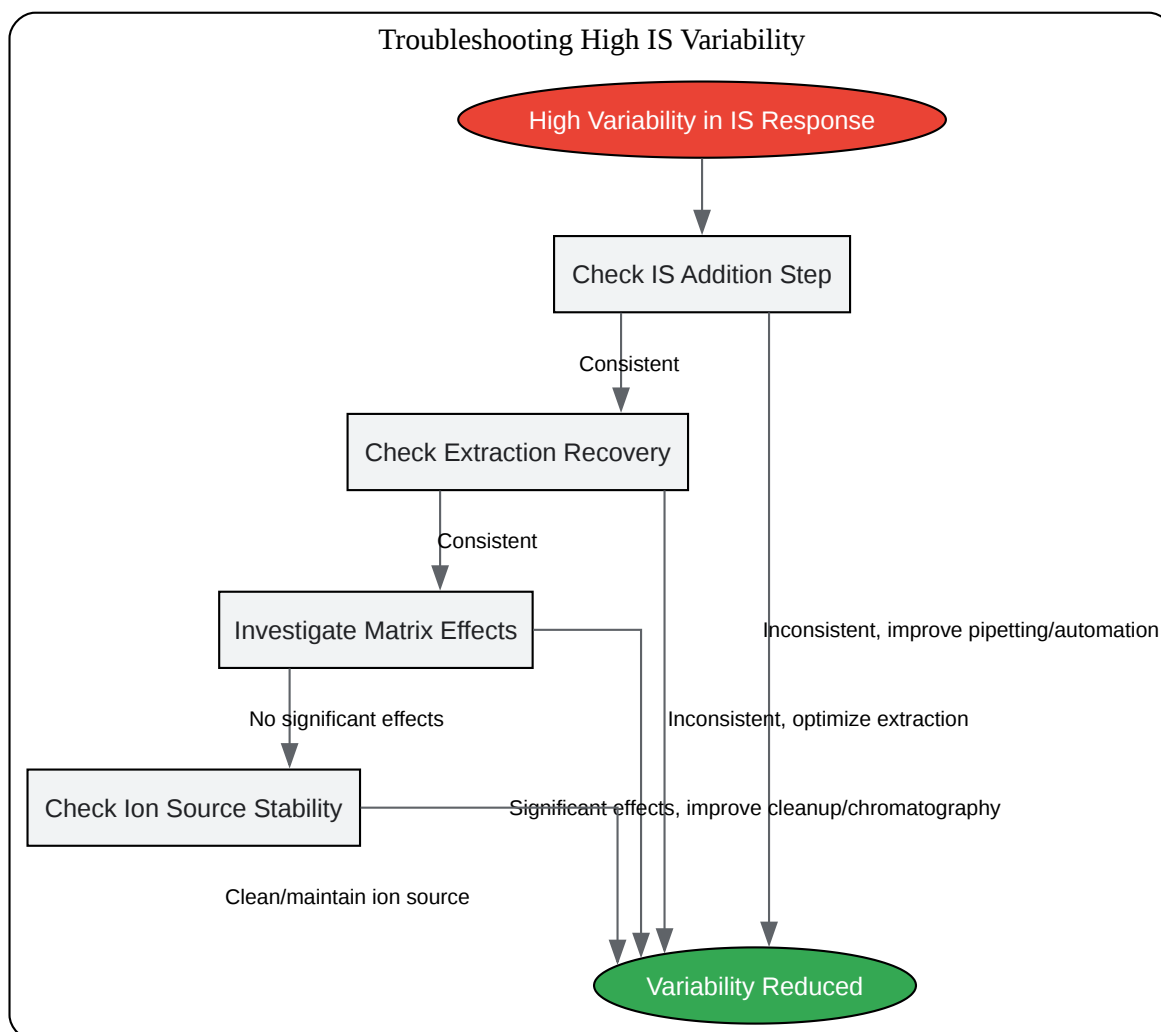 Troubleshooting High IS Variability
High Variability in IS Response
Check IS Addition Step
Consistent
Check Extraction Recovery
Consistent
Investigate Matrix Effects
Inconsistent, improve pipetting/automation
No significant effects
Inconsistent, optimize extraction
Check Ion Source Stability
Significant effects, improve cleanup/chromatography
Clean/maintain ion source
Variability Reduced